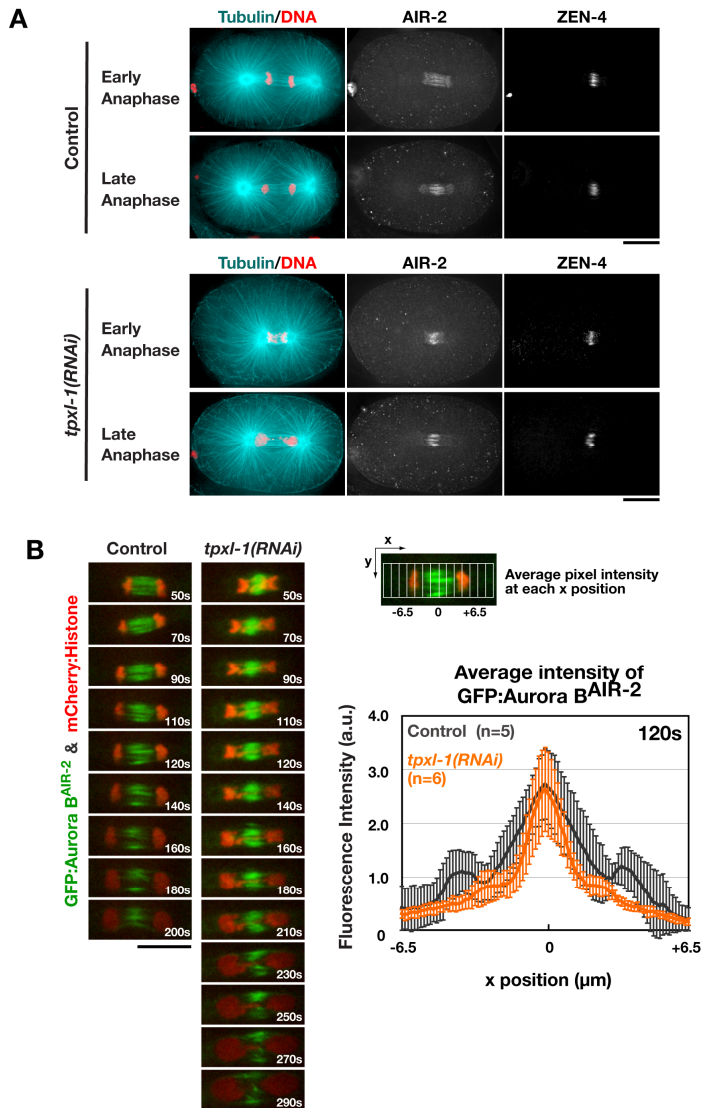 A
Tubulin/DNA
AIR-2
ZEN-4
Control
Early
Anaphase
Late
Anaphase
Tubulin/DNA
AIR-2
ZEN-4
tpxl-1(RNAi)
Early
Anaphase
Late
Anaphase
B
Control
tpxl-1(RNAi)
GFP:Aurora B^AIR-2 & mCherry:Histone
50s
70s
90s
110s
120s
140s
160s
180s
200s
50s
70s
90s
110s
120s
140s
160s
180s
210s
230s
250s
270s
290s
x
y
-6.5
0
+6.5
Average pixel intensity
at each x position
Average intensity of
GFP:Aurora B^AIR-2
Fluorescence Intensity (a.u.)
4.0
3.0
2.0
1.0
0
Control (n=5)
120s
tpxl-1(RNAi)
(n=6)
-6.5
0
+6.5
x position (µm)